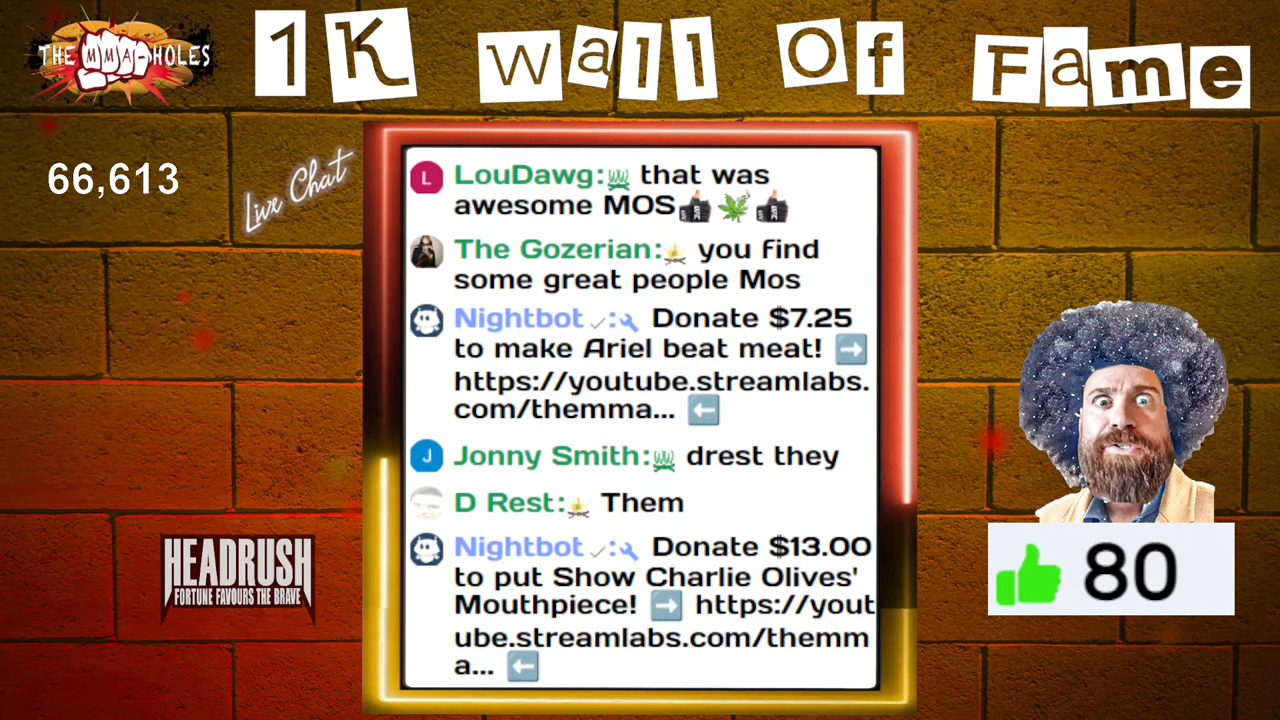 THE MMA-HOLES
1K Wall Of Fame
66,613
Live Chat
L LouDawg: that was
awesome MOS
The Gozerian: you find
some great people Mos
Nightbot ✓: Donate $7.25
to make Ariel beat meat! ➡
https://youtube.streamlabs.
com/themma... ⬅
J Jonny Smith: drest they
D Rest: Them
Nightbot ✓: Donate $13.00
to put Show Charlie Olives'
Mouthpiece! ➡ https://yout
ube.streamlabs.com/themm
a... ⬅
HEADRUSH
FORTUNE FAVOURS THE BRAVE
80